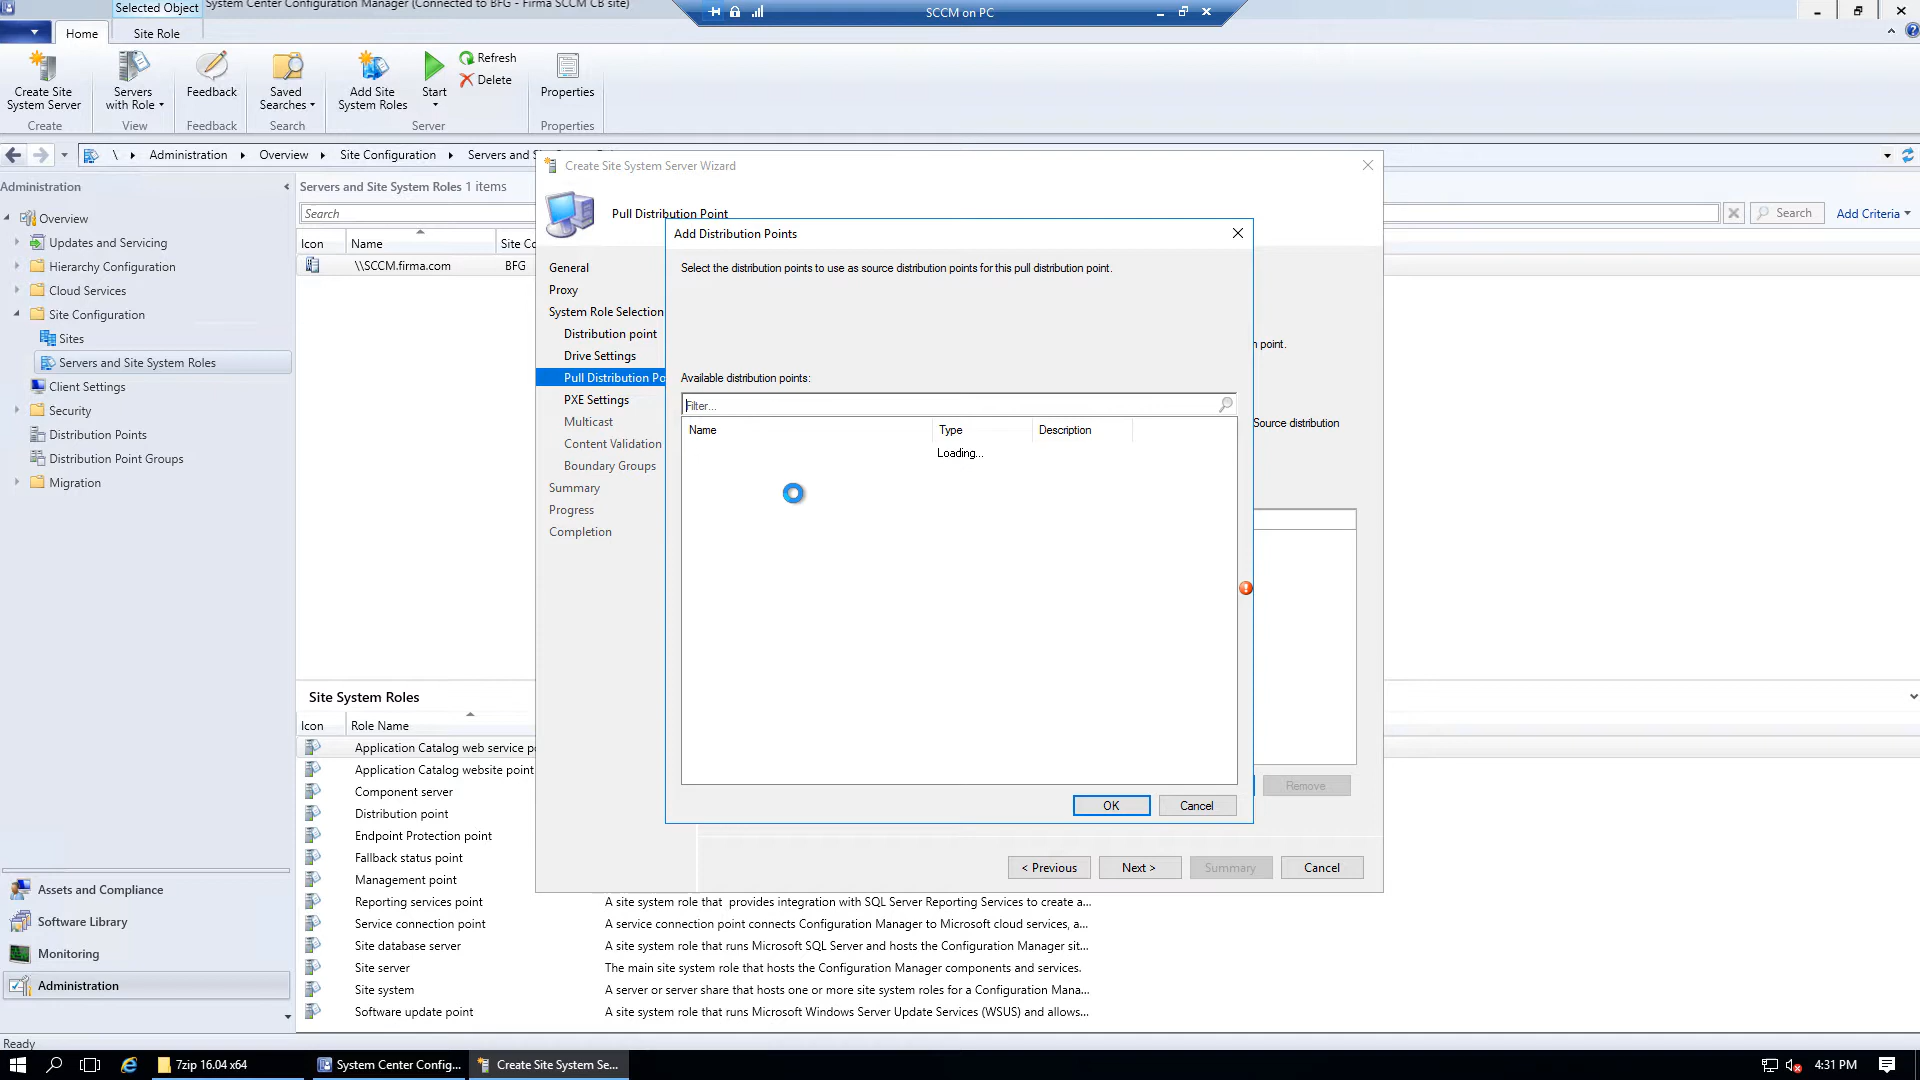 Selected Object
System Center Configuration Manager (Connected to BFG - Firma SCCM CB site)
SCCM on PC
Home
Site Role
Create Site System Server
Servers with Role
Feedback
Saved Searches
Add Site System Roles
Start
Refresh
Delete
Properties
Create
View
Feedback
Search
Server
Properties
\ Administration Overview Site Configuration Servers and
Administration
Overview
Updates and Servicing
Hierarchy Configuration
Cloud Services
Site Configuration
Sites
Servers and Site System Roles
Client Settings
Security
Distribution Points
Distribution Point Groups
Migration
Assets and Compliance
Software Library
Monitoring
Administration
Ready
Servers and Site System Roles 1 items
Search
Search
Add Criteria
Icon Name Site Co
\\SCCM.firma.com BFG
Create Site System Server Wizard
Pull Distribution Point
General
Proxy
System Role Selection
Distribution point
Drive Settings
Pull Distribution Po
PXE Settings
Multicast
Content Validation
Boundary Groups
Summary
Progress
Completion
n point.
Source distribution
Remove
< Previous
Next >
Summary
Cancel
Add Distribution Points
Select the distribution points to use as source distribution points for this pull distribution point.
Available distribution points:
Filter...
Name Type Description
Loading...
OK
Cancel
Site System Roles
Icon Role Name
Application Catalog web service p
Application Catalog website point
Component server
Distribution point
Endpoint Protection point
Fallback status point
Management point
Reporting services point A site system role that provides integration with SQL Server Reporting Services to create a...
Service connection point A service connection point connects Configuration Manager to Microsoft cloud services, a...
Site database server A site system role that runs Microsoft SQL Server and hosts the Configuration Manager sit...
Site server The main site system role that hosts the Configuration Manager components and services.
Site system A server or server share that hosts one or more site system roles for a Configuration Mana...
Software update point A site system role that runs Microsoft Windows Server Update Services (WSUS) and allows...
7zip 16.04 x64
System Center Config...
Create Site System Se...
4:31 PM